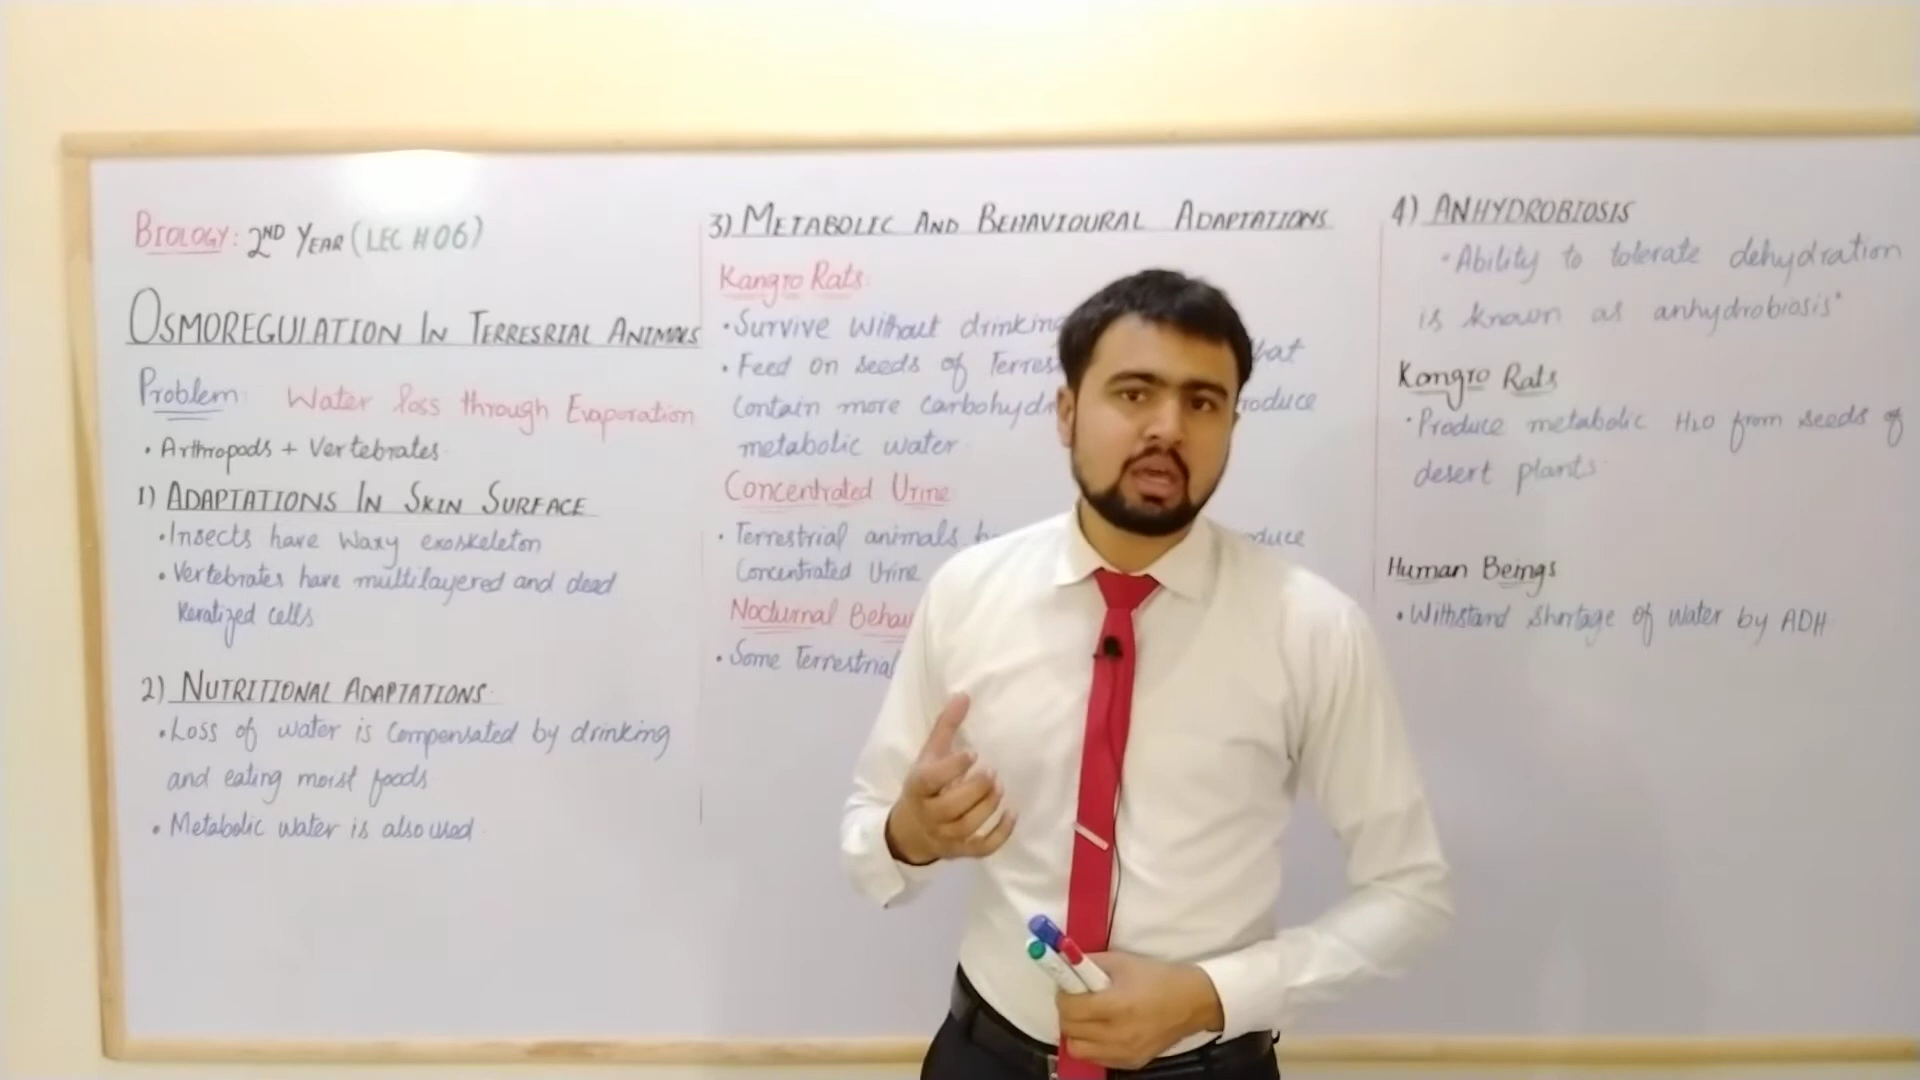 BIOLOGY: 2ND YEAR (LEC #06)
OSMOREGULATION IN TERRESRIAL ANIMALS
Problem: Water loss through Evaporation
• Arthropods + Vertebrates
1) ADAPTATIONS IN SKIN SURFACE
• Insects have waxy exoskeleton
• Vertebrates have multilayered and dead
Keratized cells
2) NUTRITIONAL ADAPTATIONS
• Loss of water is compensated by drinking
and eating moist foods
• Metabolic water is also used
3) METABOLIC AND BEHAVIOURAL ADAPTATIONS
Kangro Rats
• Survive without drinking
• Feed on seeds of
contain more
metabolic water
Concentrated Urine
• Terrestrial animals
Concentrated Urine
Nocturnal
• Some
4) ANHYDROBIOSIS
"Ability to tolerate dehydration
is known as anhydrobiosis"
Kangro Rats
• Produce metabolic H2O from seeds of
desert plants
Human Beings
• Withstand shortage of water by ADH